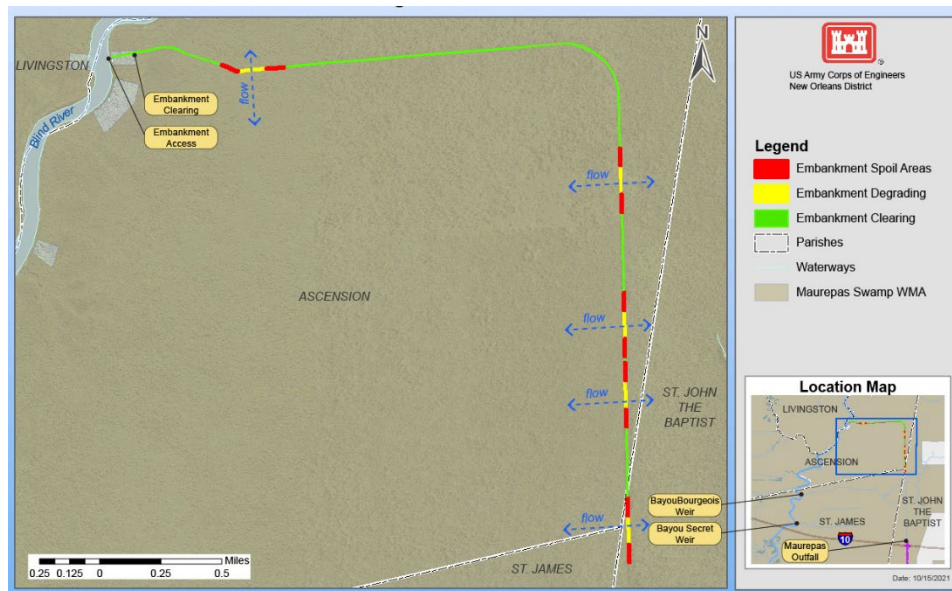 LIVINGSTON
Blind River
Embankment
Clearing
Embankment
Access
flow
N
flow
ASCENSION
flow
flow
ST. JOHN
THE
BAPTIST
flow
ST. JAMES
Miles
0.25 0.125 0 0.25 0.5
US Army Corps of Engineers
New Orleans District
®
Legend
Embankment Spoil Areas
Embankment Degrading
Embankment Clearing
Parishes
Waterways
Maurepas Swamp WMA
Location Map
LIVINGSTON
ASCENSION
BayouBourgeois
Weir
ST. JOHN
THE
BAPTIST
Bayou Secret
Weir
ST. JAMES
10
Maurepas
Outfall
Date: 10/15/2021